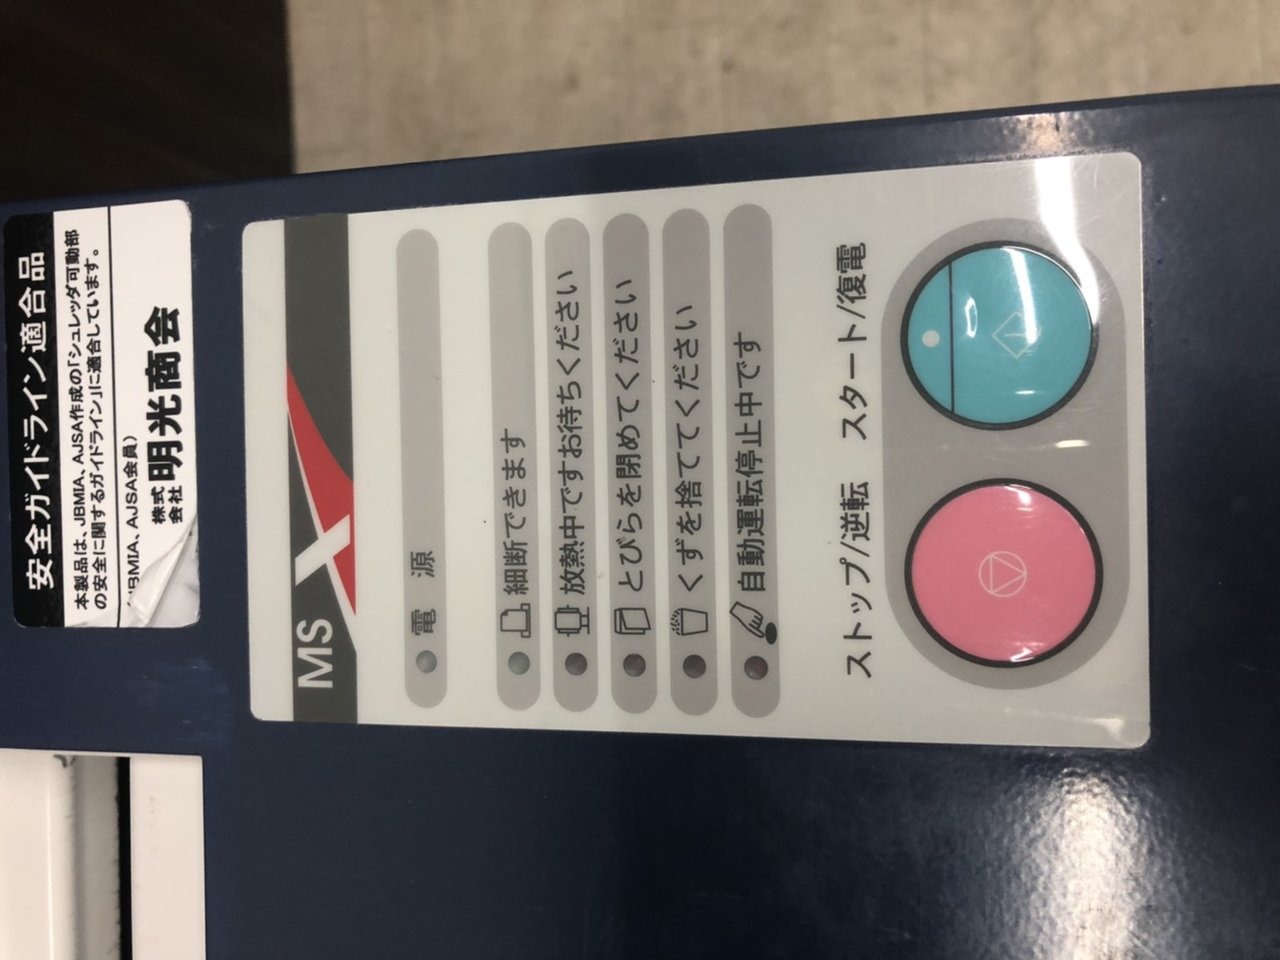 安全ガイドライン適合品
本製品は、JBMIA、AJSA作成の「シュレッダ可動部
の安全に関するガイドライン」に適合しています。
JBMIA、AJSA会員)
株式会社 明光商会
MS
電 源
細断できます
放熱中ですお待ちください
とびらを閉めてください
くずを捨ててください
自動運転停止中です
ストップ/逆転 スタート/復電